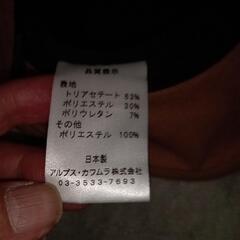 品質表示
表地
トリアセテート 63%
ポリエステル 30%
ポリウレタン 7%
その他
ポリエステル 100%
日本製
アルプス・カワムラ株式会社
03-3533-7693